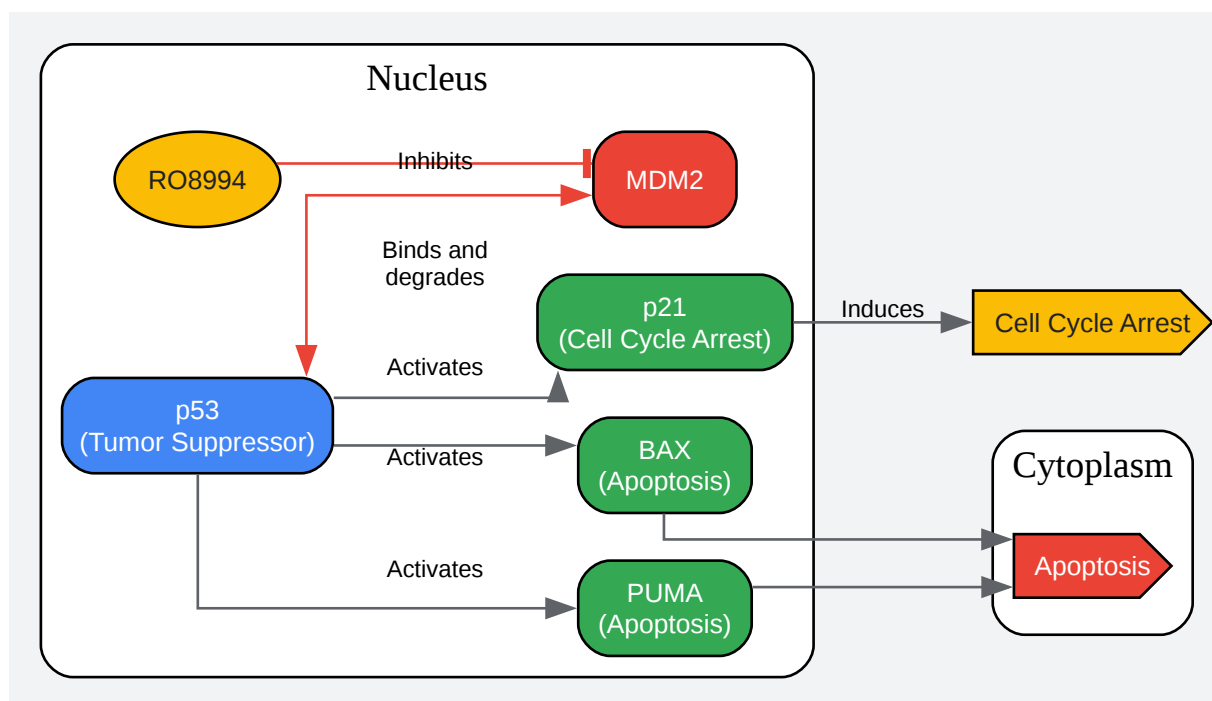 Nucleus
RO8994
Inhibits
MDM2
Binds and
degrades
p21
(Cell Cycle Arrest)
Induces
Cell Cycle Arrest
Activates
p53
(Tumor Suppressor)
Activates
BAX
(Apoptosis)
Cytoplasm
Apoptosis
Activates
PUMA
(Apoptosis)